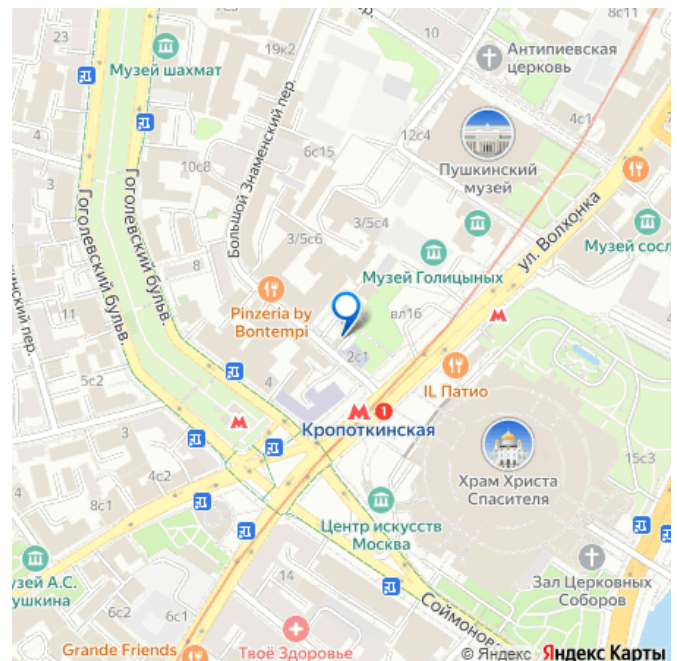 8с11
23
19к2
пер.
10
Антипиевская
церковь
Музей шахмат
4с1
12с4
4
6с15
Пушкинский
музей
10с8
Большой Знаменский пер.
Гоголевский бульв.
Гоголевский бульв.
ул. Волхонка
3/5с4
3/5с6
Музей сосл
Музей Голицыных
8
11
Pinzeria by
Bontempi
вл16
2с1
5с2
4
IL Патио
1
Кропоткинская
Храм Христа
Спасителя
15с3
4с2
8с1
Центр искусств
Москва
узей А.С.
ушкина
14
Зал Церковных
Соборов
6с2
6с1
Соймонов
Grande Friends
Твоё Здоровье
© Яндекс Яндекс Карты